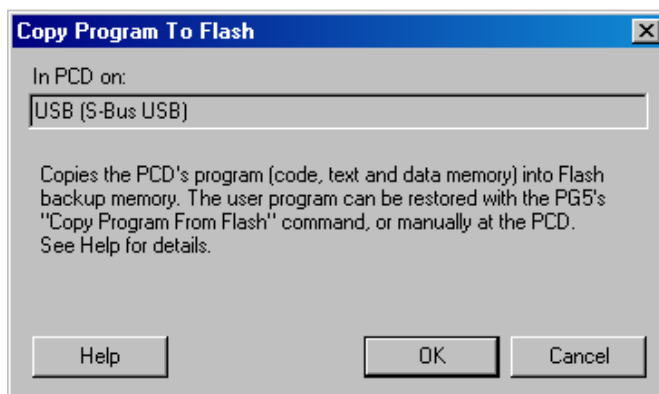 Copy Program To Flash
In PCD on:
USB (S-Bus USB)
Copies the PCD's program (code, text and data memory) into Flash
backup memory. The user program can be restored with the PG5's
"Copy Program From Flash" command, or manually at the PCD.
See Help for details.
Help OK Cancel